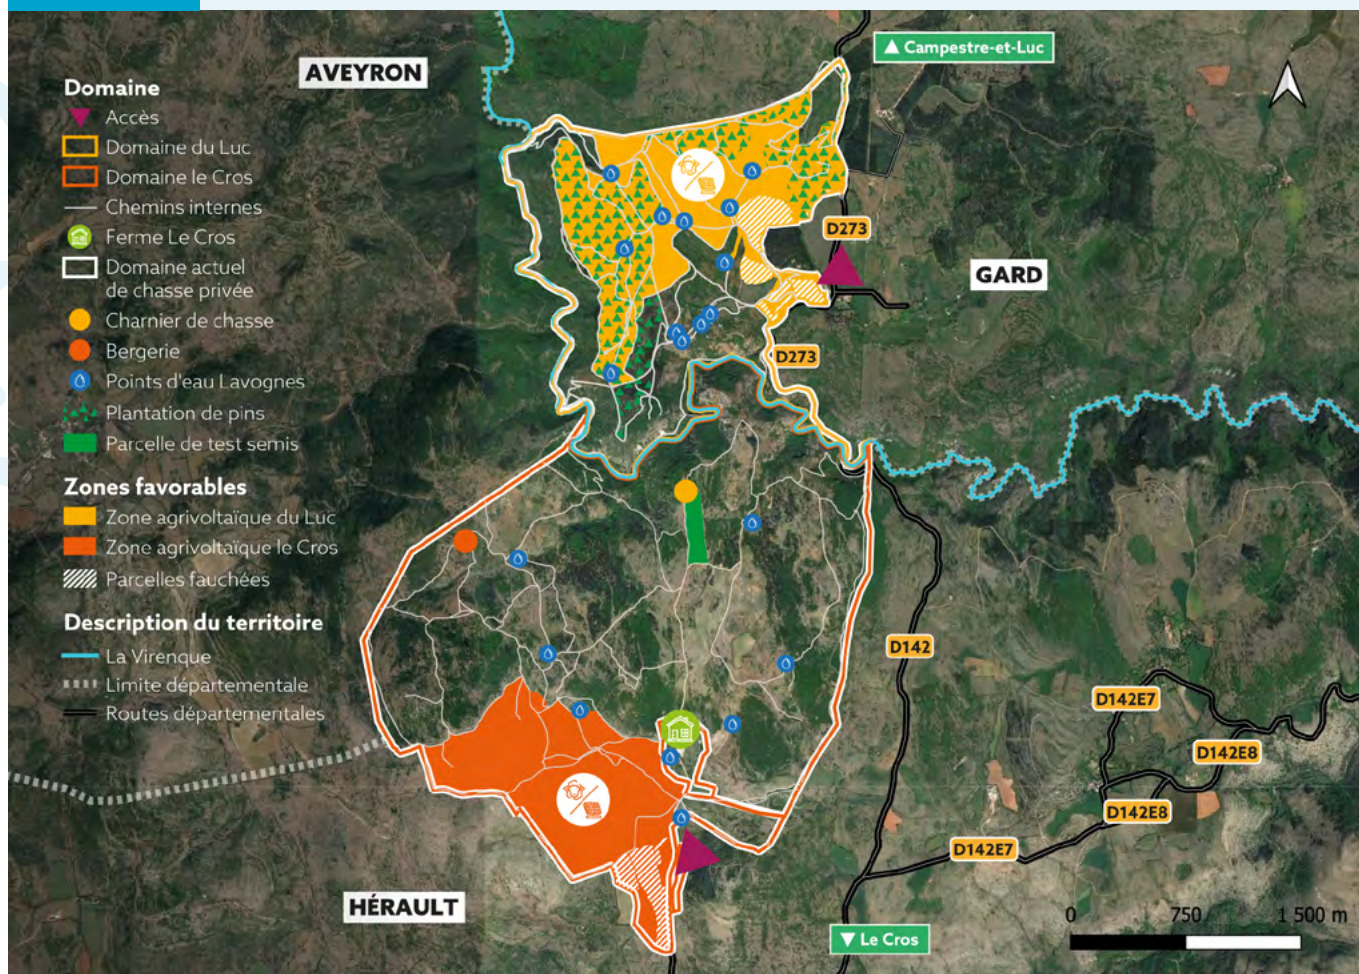 AVEYRON
▲ Campestre-et-Luc
Domaine
Accès
Domaine du Luc
Domaine le Cros
Chemins internes
Ferme Le Cros
Domaine actuel
de chasse privée
Charnier de chasse
Bergerie
Points d'eau Lavognes
Plantation de pins
Parcelle de test semis
Zones favorables
Zone agrivoltaïque du Luc
Zone agrivoltaïque le Cros
Parcelles fauchées
Description du territoire
La Virenque
Limite départementale
Routes départementales
D273
GARD
D273
D142
D142E7
D142E8
D142E8
D142E7
HÉRAULT
▼ Le Cros
0 750 1 500 m